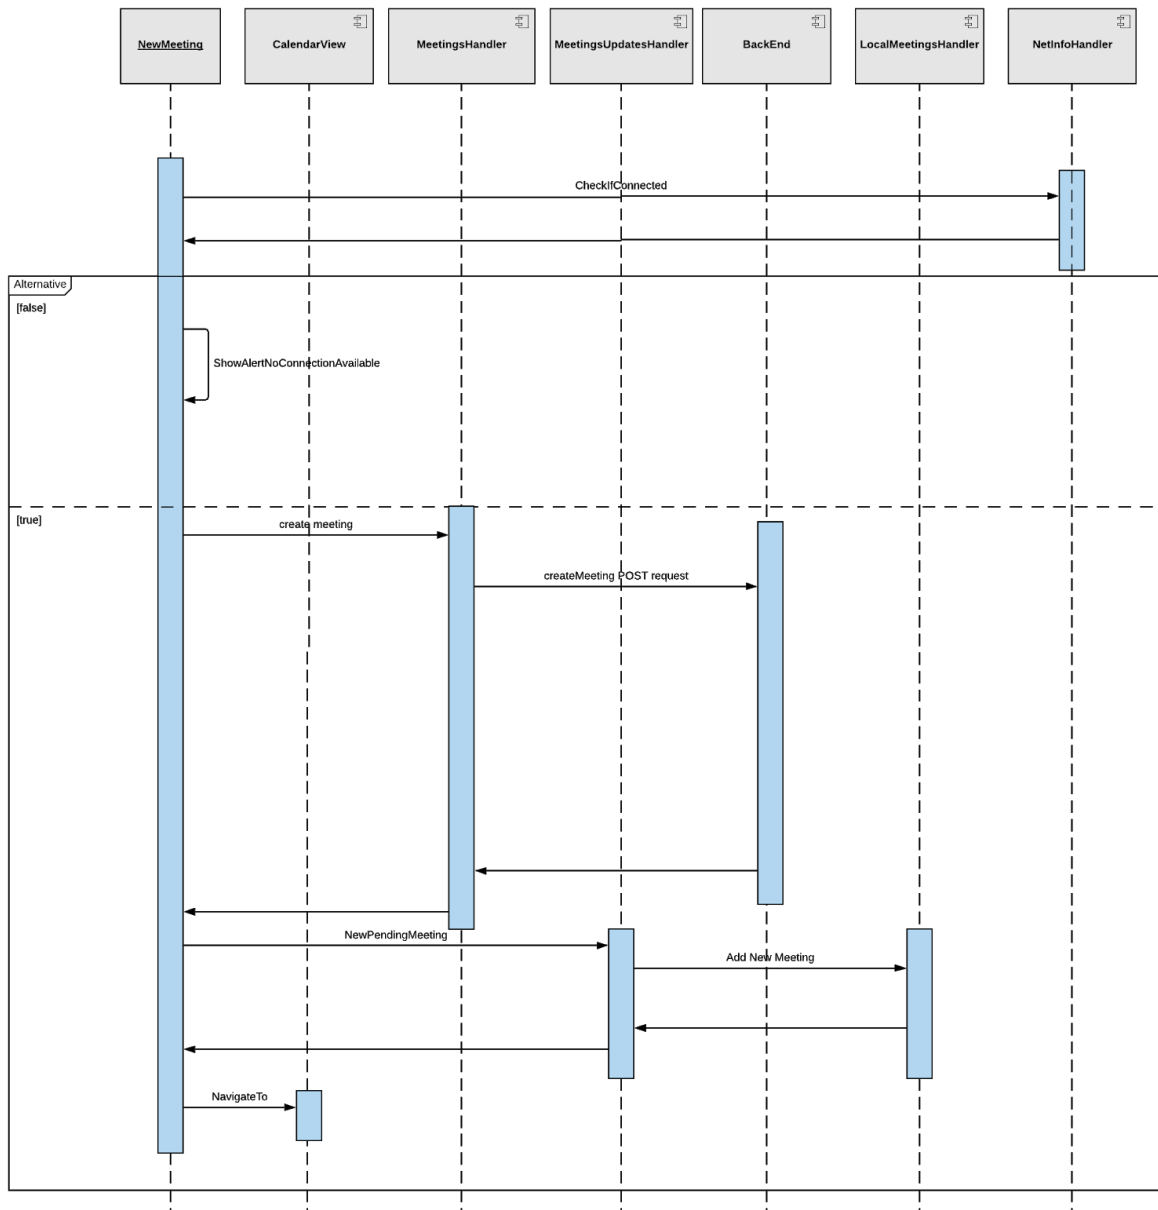 NewMeeting
CalendarView
MeetingsHandler
MeetingsUpdatesHandler
BackEnd
LocalMeetingsHandler
NetInfoHandler
CheckIfConnected
Alternative
[false]
ShowAlertNoConnectionAvailable
[true]
create meeting
createMeeting POST request
NewPendingMeeting
Add New Meeting
NavigateTo